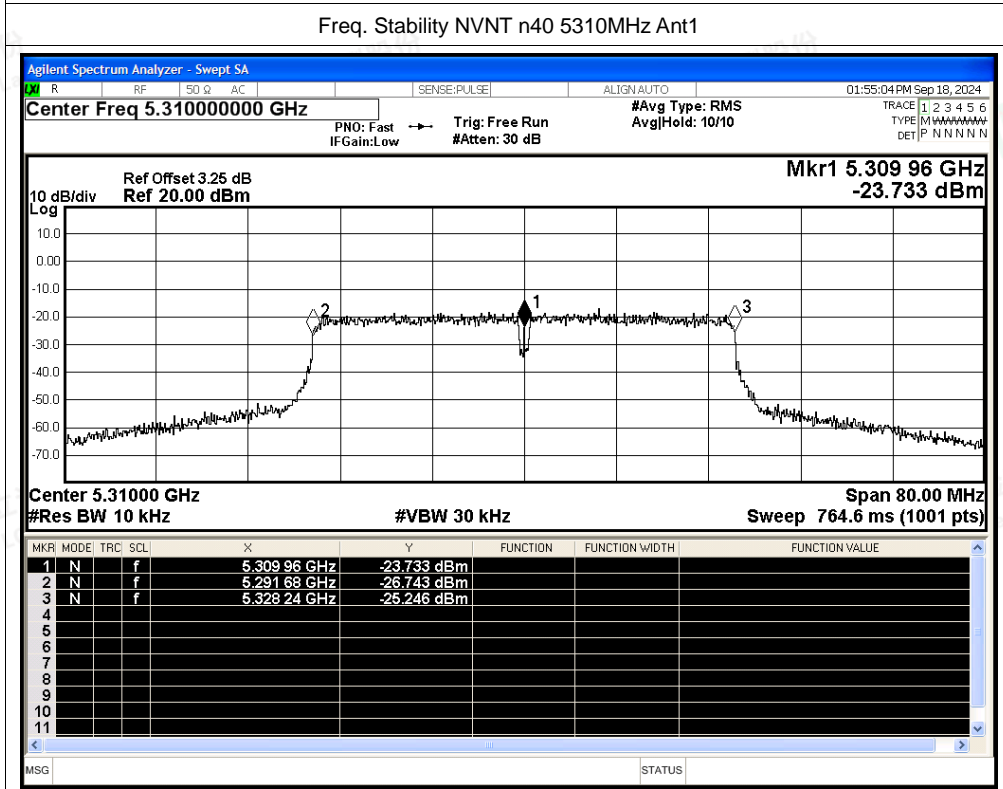 Freq. Stability NVNT n40 5310MHz Ant1
Agilent Spectrum Analyzer - Swept SA
LXI R RF 50 Ω AC SENSE:PULSE ALIGN AUTO 01:55:04 PM Sep 18, 2024
Center Freq 5.310000000 GHz #Avg Type: RMS TRACE 1 2 3 4 5 6
PNO: Fast Trig: Free Run Avg|Hold: 10/10 TYPE M
IFGain:Low #Atten: 30 dB DET P N N N N N
Mkr1 5.309 96 GHz
Ref Offset 3.25 dB
10 dB/div Ref 20.00 dBm -23.733 dBm
Log
10.0
0.00
-10.0
-20.0
-30.0
-40.0
-50.0
-60.0
-70.0
2 1 3
Center 5.31000 GHz Span 80.00 MHz
#Res BW 10 kHz #VBW 30 kHz Sweep 764.6 ms (1001 pts)
MKR MODE TRC SCL X Y FUNCTION FUNCTION WIDTH FUNCTION VALUE
1 N f 5.309 96 GHz -23.733 dBm
2 N f 5.291 68 GHz -26.743 dBm
3 N f 5.328 24 GHz -25.246 dBm
4
5
6
7
8
9
10
11
MSG STATUS